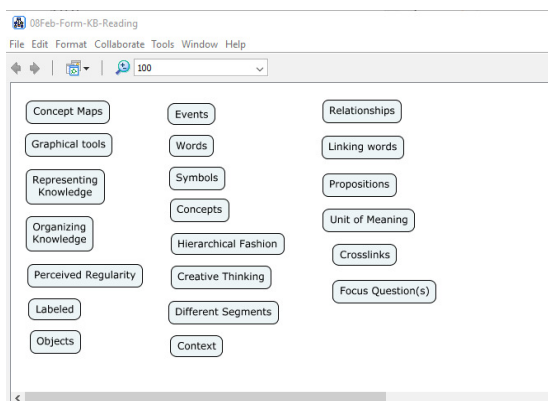 08Feb-Form-KB-Reading
File Edit Format Collaborate Tools Window Help
100
Concept Maps
Graphical tools
Representing
Knowledge
Organizing
Knowledge
Perceived Regularity
Labeled
Objects
Events
Words
Symbols
Concepts
Hierarchical Fashion
Creative Thinking
Different Segments
Context
Relationships
Linking words
Propositions
Unit of Meaning
Crosslinks
Focus Question(s)